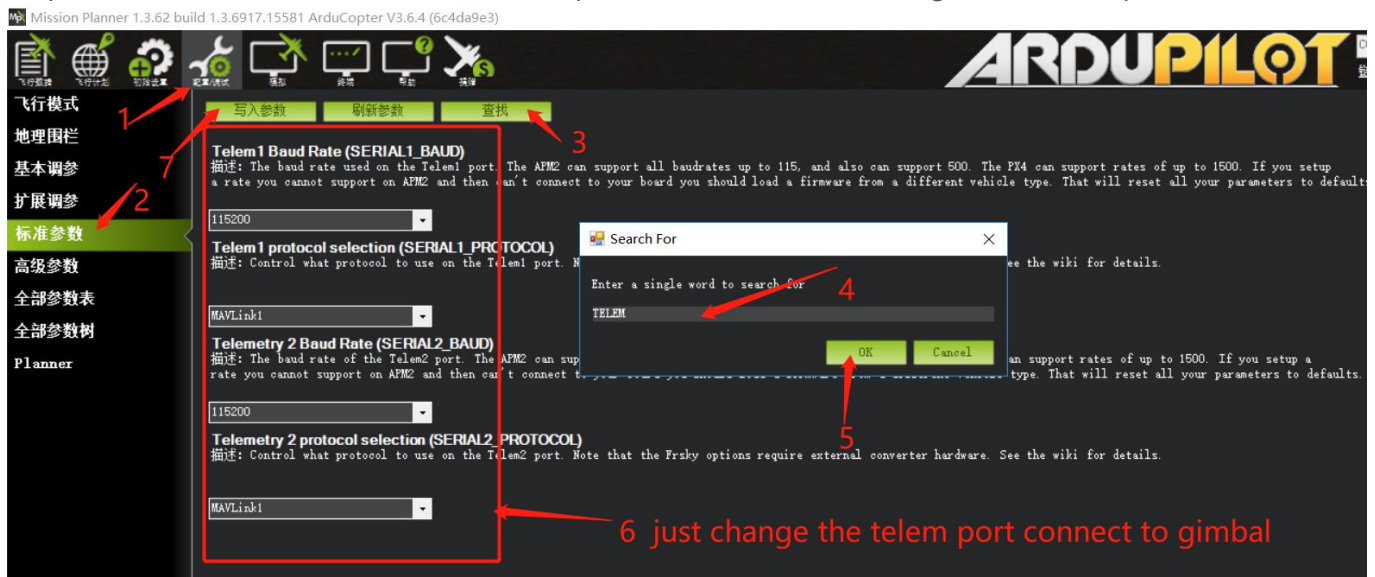 Mission Planner 1.3.62 build 1.3.6917.15581 ArduCopter V3.6.4 (6c4da9e3)
飞行数据 飞行计划 初始设置 配置/调试 模拟 终端 帮助 捐赠
ARDUPILOT
飞行模式
地理围栏
基本调参
扩展调参
标准参数
高级参数
全部参数表
全部参数树
Planner
1
2
7
写入参数 刷新参数 查找
3
Telem1 Baud Rate (SERIAL1_BAUD)
描述: The baud rate used on the Telem1 port. The APM2 can support all baudrates up to 115, and also can support 500. The PX4 can support rates of up to 1500. If you setup
a rate you cannot support on APM2 and then can't connect to your board you should load a firmware from a different vehicle type. That will reset all your parameters to default
115200
Telem1 protocol selection (SERIAL1_PROTOCOL)
描述: Control what protocol to use on the Telem1 port. N
ee the wiki for details.
MAVLink1
Telemetry 2 Baud Rate (SERIAL2_BAUD)
描述: The baud rate of the Telem2 port. The APM2 can sup
an support rates of up to 1500. If you setup a
rate you cannot support on APM2 and then can't connect
type. That will reset all your parameters to defaults.
115200
Telemetry 2 protocol selection (SERIAL2_PROTOCOL)
描述: Control what protocol to use on the Telem2 port. Note that the Frsky options require external converter hardware. See the wiki for details.
MAVLink1
Search For
Enter a single word to search for
4
TELEM
OK Cancel
5
6 just change the telem port connect to gimbal